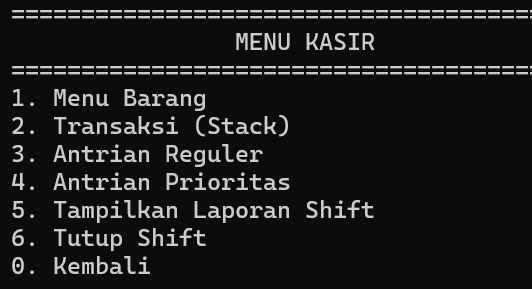 ======================================
MENU KASIR
======================================
1. Menu Barang
2. Transaksi (Stack)
3. Antrian Reguler
4. Antrian Prioritas
5. Tampilkan Laporan Shift
6. Tutup Shift
0. Kembali